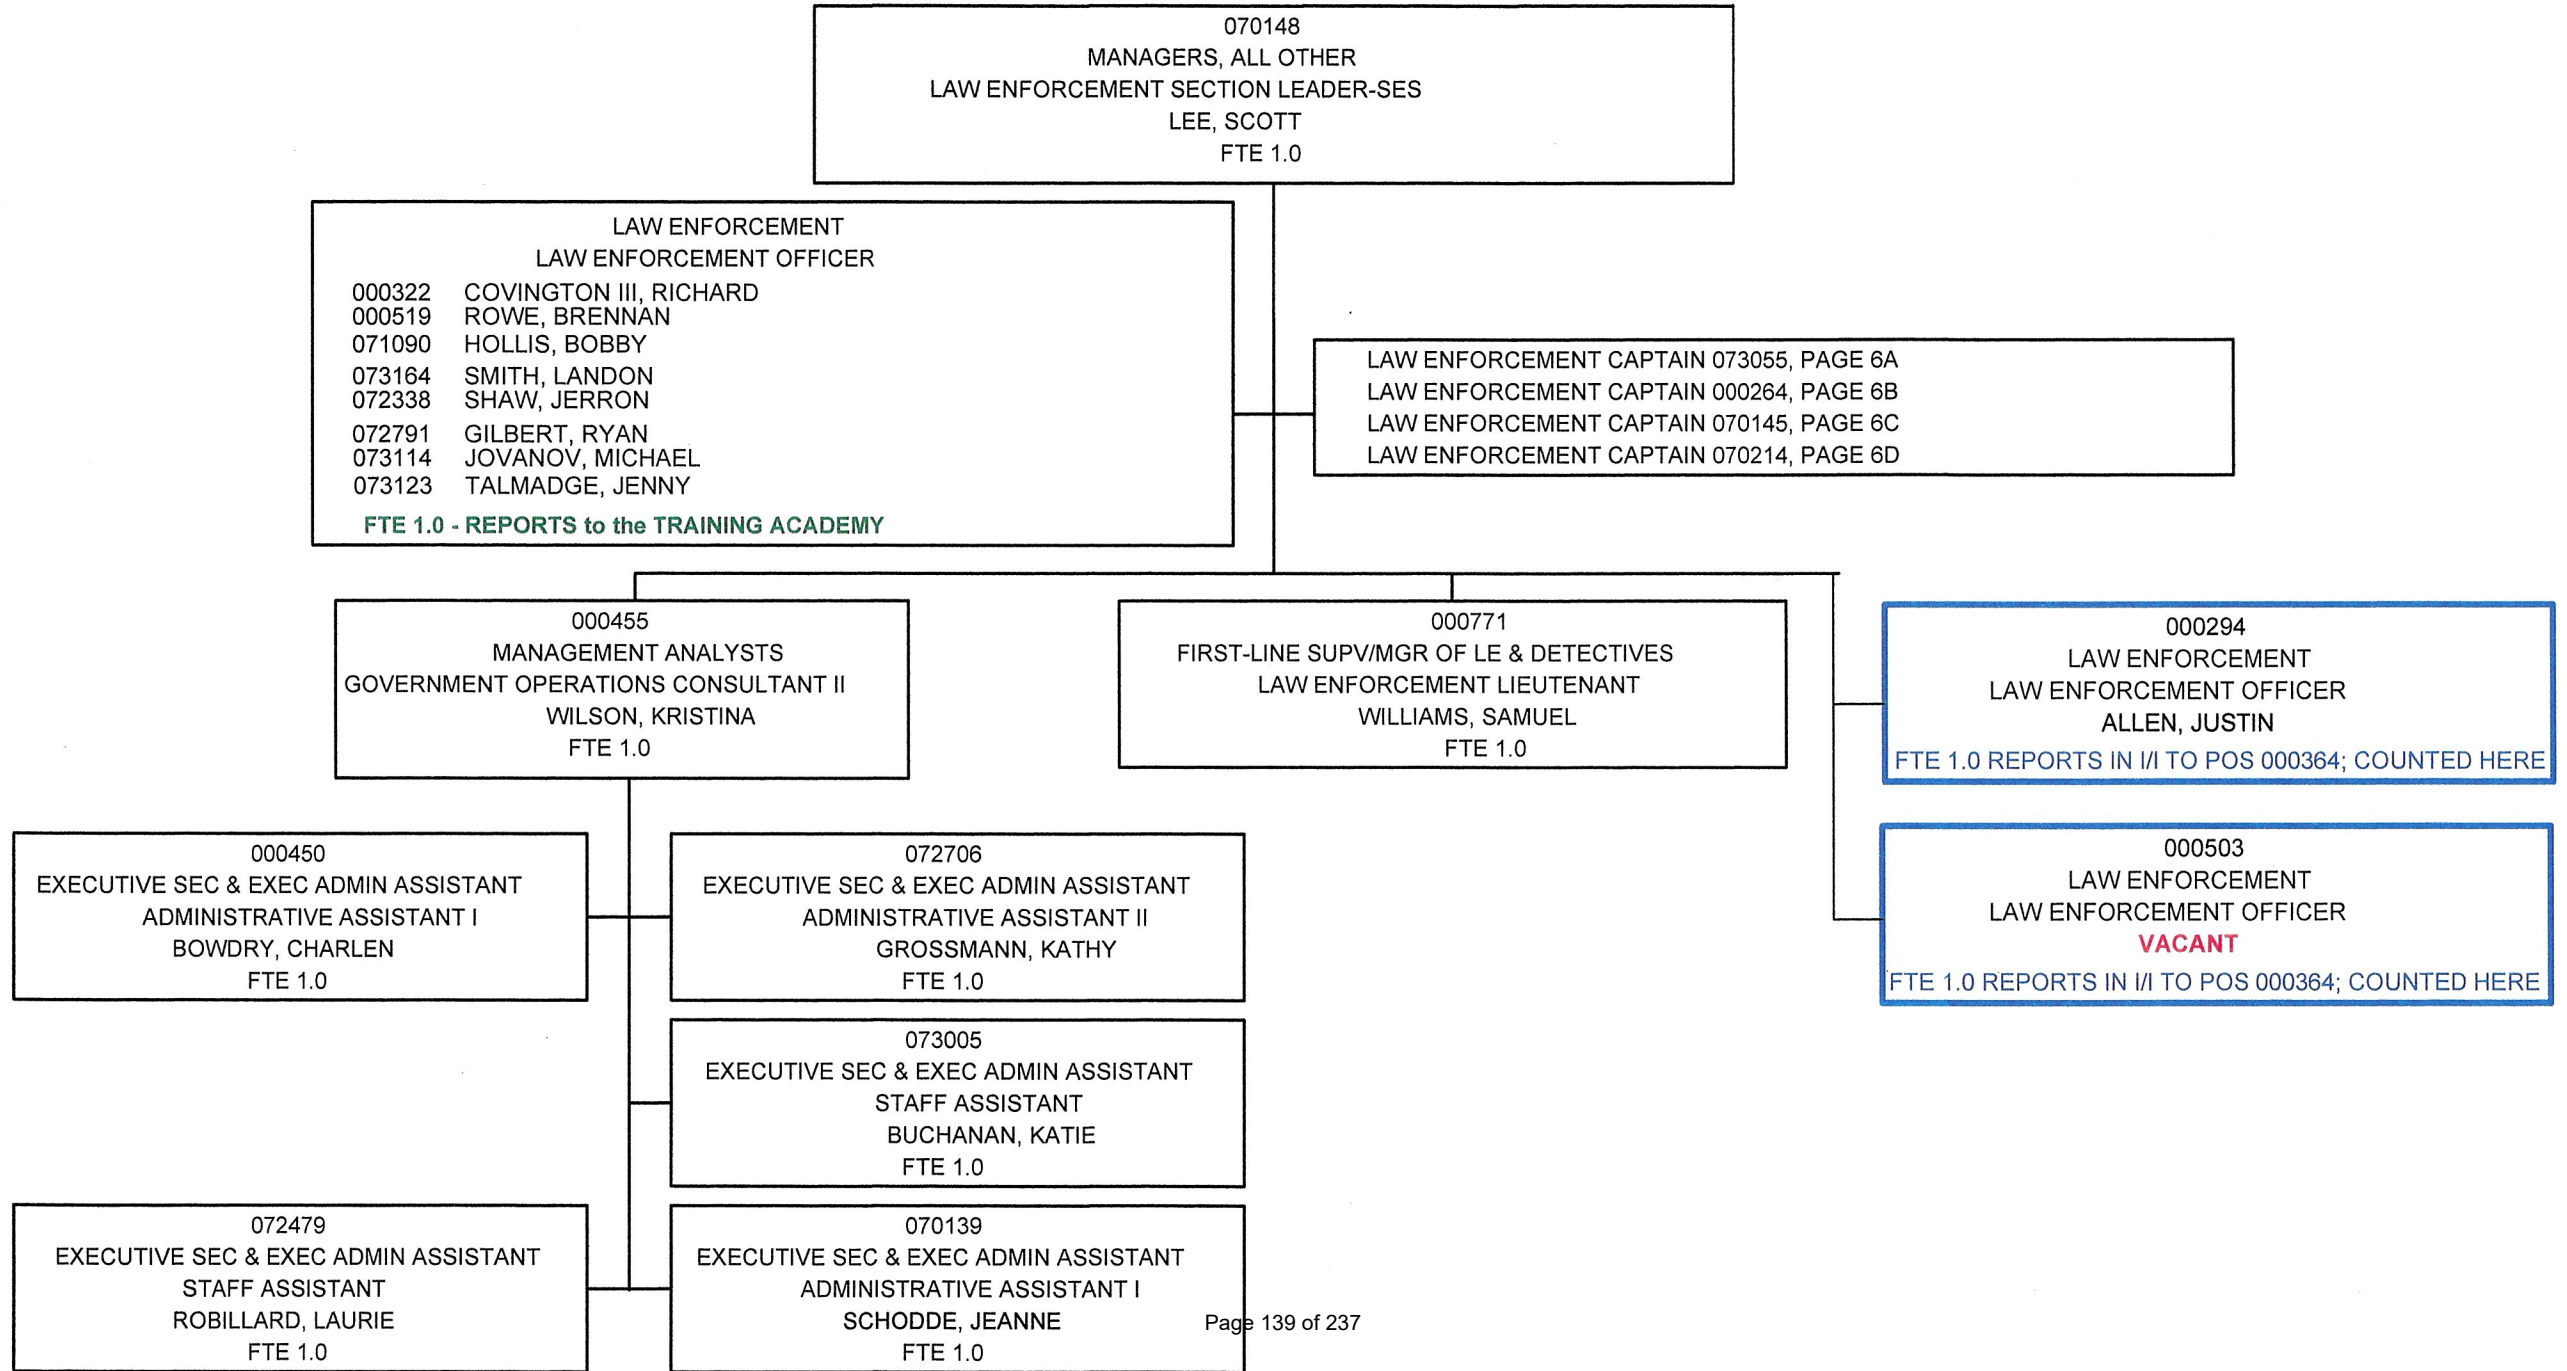 070148
MANAGERS, ALL OTHER
LAW ENFORCEMENT SECTION LEADER-SES
LEE, SCOTT
FTE 1.0
LAW ENFORCEMENT
LAW ENFORCEMENT OFFICER
000322 COVINGTON III, RICHARD
000519 ROWE, BRENNAN
071090 HOLLIS, BOBBY
073164 SMITH, LANDON
072338 SHAW, JERRON
072791 GILBERT, RYAN
073114 JOVANOV, MICHAEL
073123 TALMADGE, JENNY
FTE 1.0 - REPORTS to the TRAINING ACADEMY
LAW ENFORCEMENT CAPTAIN 073055, PAGE 6A
LAW ENFORCEMENT CAPTAIN 000264, PAGE 6B
LAW ENFORCEMENT CAPTAIN 070145, PAGE 6C
LAW ENFORCEMENT CAPTAIN 070214, PAGE 6D
000455
MANAGEMENT ANALYSTS
GOVERNMENT OPERATIONS CONSULTANT II
WILSON, KRISTINA
FTE 1.0
000771
FIRST-LINE SUPV/MGR OF LE & DETECTIVES
LAW ENFORCEMENT LIEUTENANT
WILLIAMS, SAMUEL
FTE 1.0
000294
LAW ENFORCEMENT
LAW ENFORCEMENT OFFICER
ALLEN, JUSTIN
FTE 1.0 REPORTS IN I/I TO POS 000364; COUNTED HERE
000450
EXECUTIVE SEC & EXEC ADMIN ASSISTANT
ADMINISTRATIVE ASSISTANT I
BOWDRY, CHARLEN
FTE 1.0
072706
EXECUTIVE SEC & EXEC ADMIN ASSISTANT
ADMINISTRATIVE ASSISTANT II
GROSSMANN, KATHY
FTE 1.0
000503
LAW ENFORCEMENT
LAW ENFORCEMENT OFFICER
VACANT
FTE 1.0 REPORTS IN I/I TO POS 000364; COUNTED HERE
073005
EXECUTIVE SEC & EXEC ADMIN ASSISTANT
STAFF ASSISTANT
BUCHANAN, KATIE
FTE 1.0
072479
EXECUTIVE SEC & EXEC ADMIN ASSISTANT
STAFF ASSISTANT
ROBILLARD, LAURIE
FTE 1.0
070139
EXECUTIVE SEC & EXEC ADMIN ASSISTANT
ADMINISTRATIVE ASSISTANT I
SCHODDE, JEANNE
FTE 1.0
Page 139 of 237